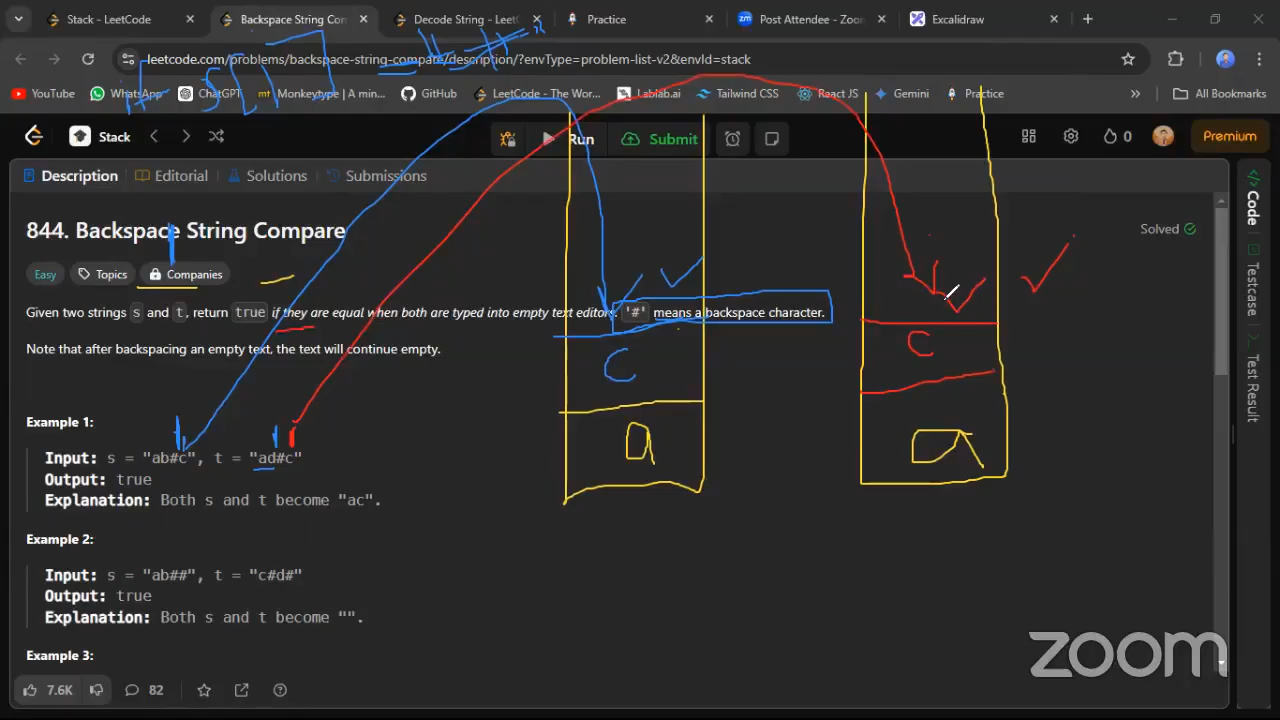 Stack - LeetCode
Backspace String Com
Decode String - Leet
Practice
Post Attendee - Zoom
Excalidraw
leetcode.com/problems/backspace-string-compare/description/?envType=problem-list-v2&envId=stack
YouTube
WhatsApp
ChatGPT
Monkeytype | A min...
GitHub
LeetCode - The Wor...
Lablab.ai
Tailwind CSS
React JS
Gemini
Practice
All Bookmarks
if s[i] == '#'
Stack
Run
Submit
0
Premium
Description
Editorial
Solutions
Submissions
Code
Testcase
Test Result
844. Backspace String Compare
Solved
Easy
Topics
Companies
Given two strings s and t, return true if they are equal when both are typed into empty text editors. '#' means a backspace character.
Note that after backspacing an empty text, the text will continue empty.
C
C
a
a
Example 1:
Input: s = "ab#c", t = "ad#c"
Output: true
Explanation: Both s and t become "ac".
Example 2:
Input: s = "ab##", t = "c#d#"
Output: true
Explanation: Both s and t become "".
Example 3:
7.6K
82
zoom